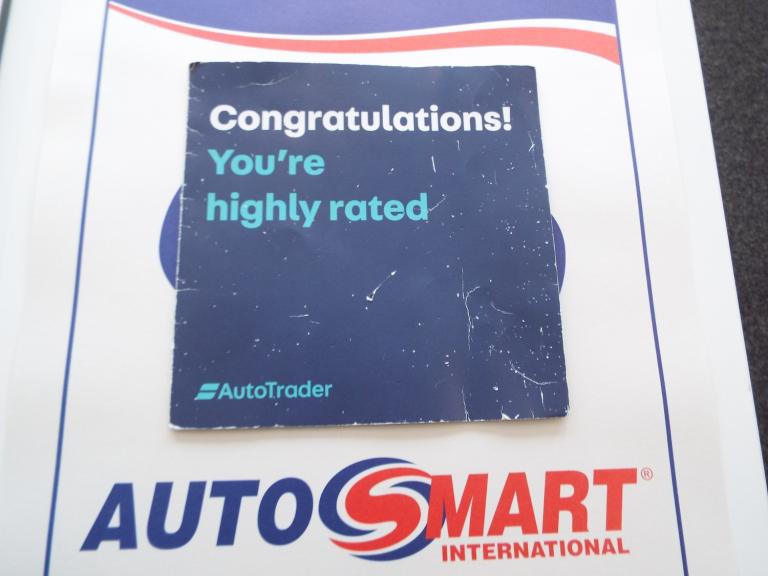 Congratulations!
You're
highly rated
AutoTrader
AUTOSMART®
INTERNATIONAL